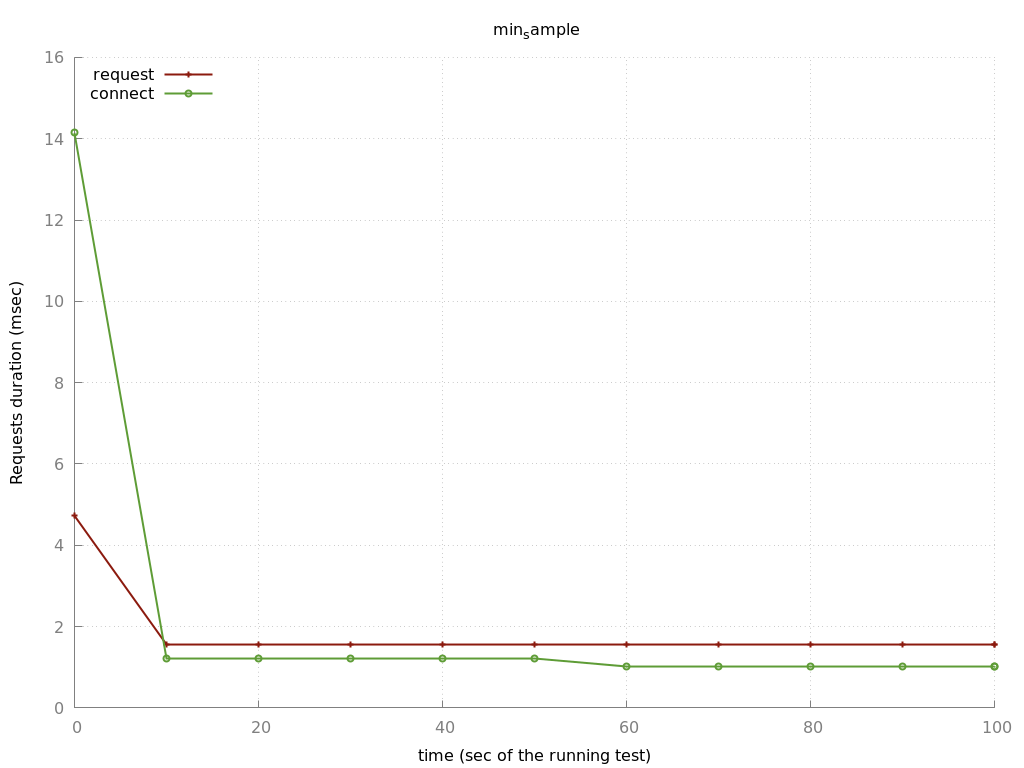 min_sample
16
request
connect
14
12
10
8
6
4
2
0
Requests duration (msec)
0 20 40 60 80 100
time (sec of the running test)